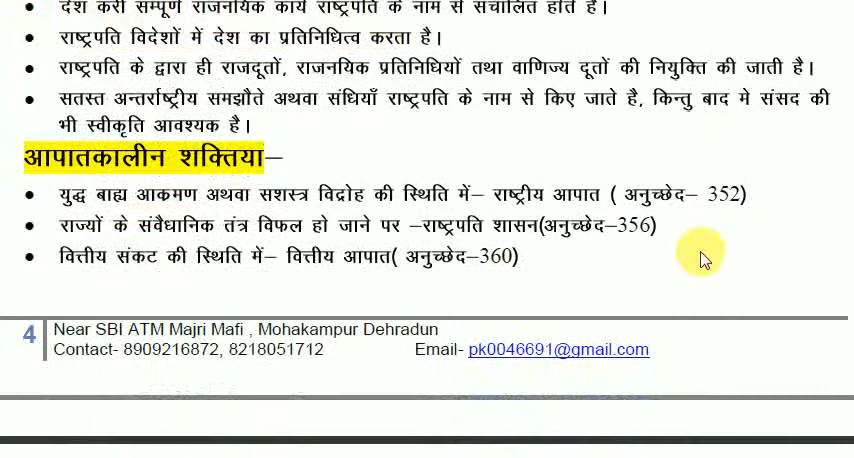 देश की सम्पूर्ण राजनयिक कार्य राष्ट्रपति के नाम से संचालित होते है।
राष्ट्रपति विदेशों में देश का प्रतिनिधित्व करता है।
राष्ट्रपति के द्वारा ही राजदूतों, राजनयिक प्रतिनिधियों तथा वाणिज्य दूतों की नियुक्ति की जाती है।
सतस्त अन्तर्राष्ट्रीय समझौते अथवा संधियाँ राष्ट्रपति के नाम से किए जाते है, किन्तु बाद मे संसद की
भी स्वीकृति आवश्यक है।
आपातकालीन शक्तिया–
युद्ध बाह्य आकमण अथवा सशस्त्र विद्रोह की स्थिति में– राष्ट्रीय आपात ( अनुच्छेद– 352)
राज्यों के संवैधानिक तंत्र विफल हो जाने पर –राष्ट्रपति शासन(अनुच्छेद–356)
वित्तीय संकट की स्थिति में– वित्तीय आपात( अनुच्छेद–360)
4 Near SBI ATM Majri Mafi , Mohakampur Dehradun
Contact- 8909216872, 8218051712 Email- pk0046691@gmail.com